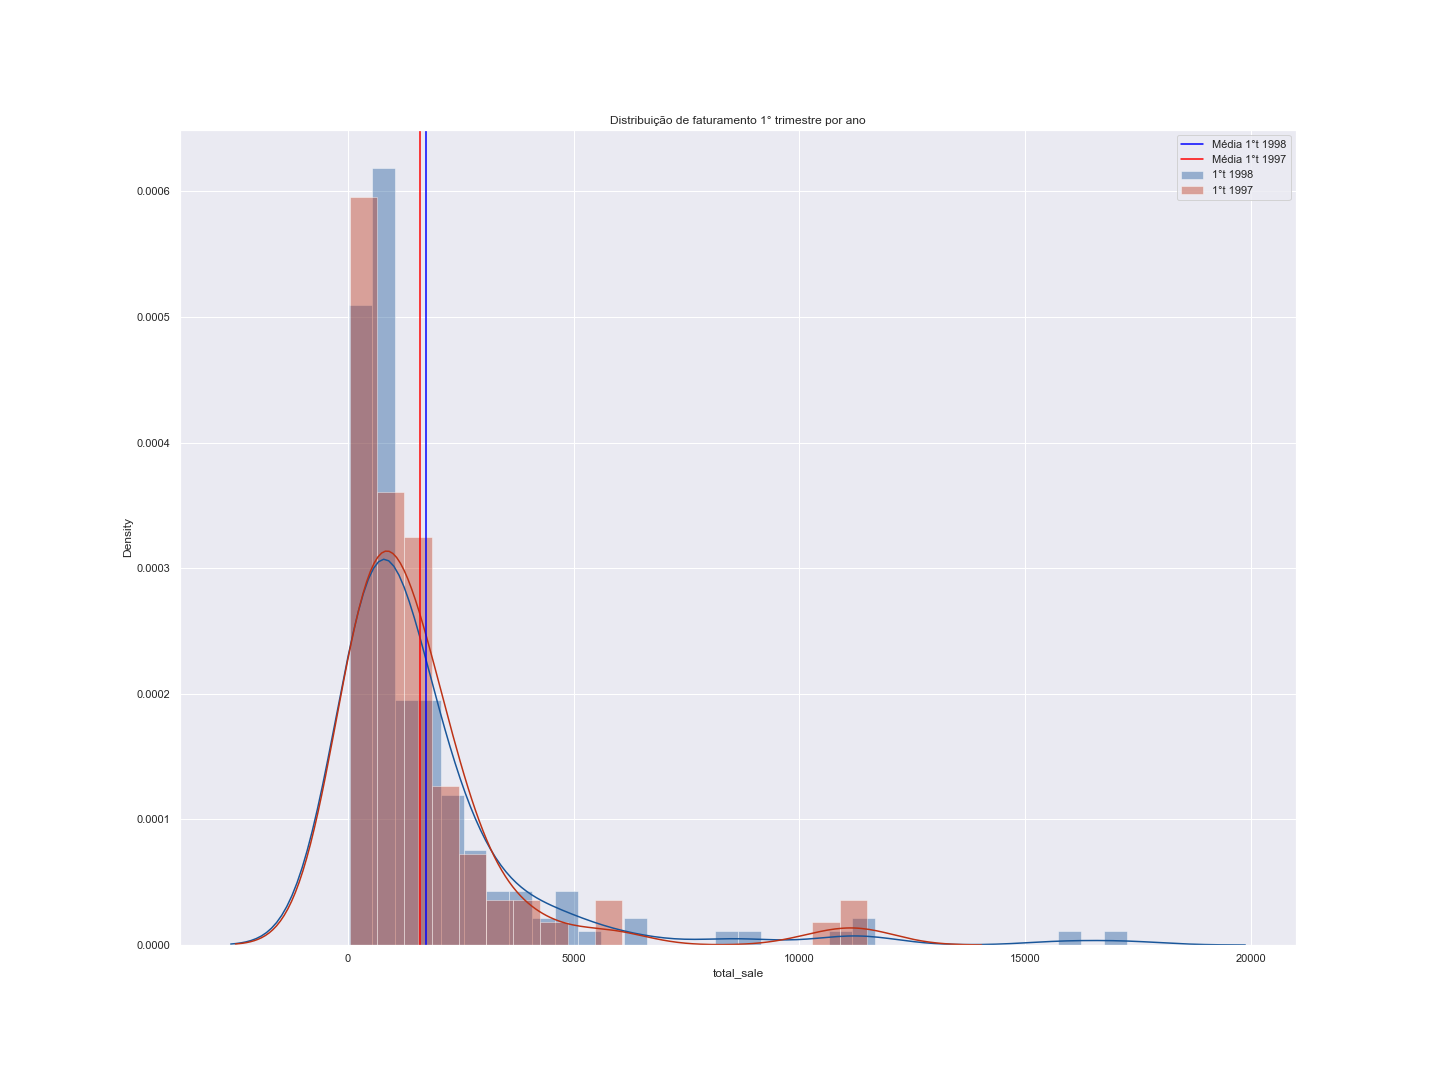 Distribuição de faturamento 1° trimestre por ano
Média 1°t 1998
Média 1°t 1997
1°t 1998
1°t 1997
0.0006
0.0005
0.0004
0.0003
0.0002
0.0001
0.0000
Density
0
5000
10000
15000
20000
total_sale